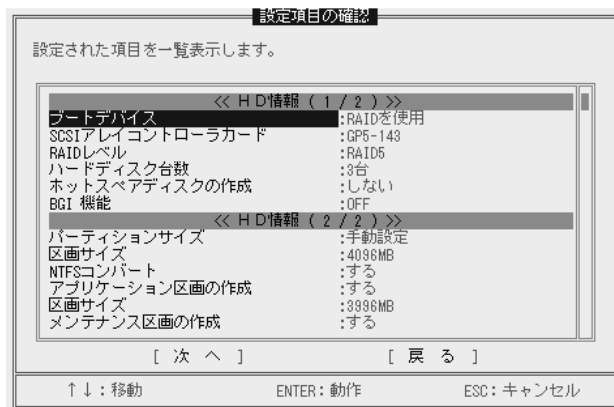 設定項目の確認
設定された項目を一覧表示します。
≪ HD情報 ( 1 / 2 ) ≫
ブートデバイス :RAIDを使用
SCSIアレイコントローラカード :GP5-143
RAIDレベル :RAID5
ハードディスク台数 :3台
ホットスペアディスクの作成 :しない
BGI 機能 :OFF
≪ HD情報 ( 2 / 2 ) ≫
パーティションサイズ :手動設定
区画サイズ :4096MB
NTFSコンバート :する
アプリケーション区画の作成 :する
区画サイズ :3996MB
メンテナンス区画の作成 :する
[ 次 へ ] [ 戻 る ]
↑↓：移動 ENTER：動作 ESC：キャンセル